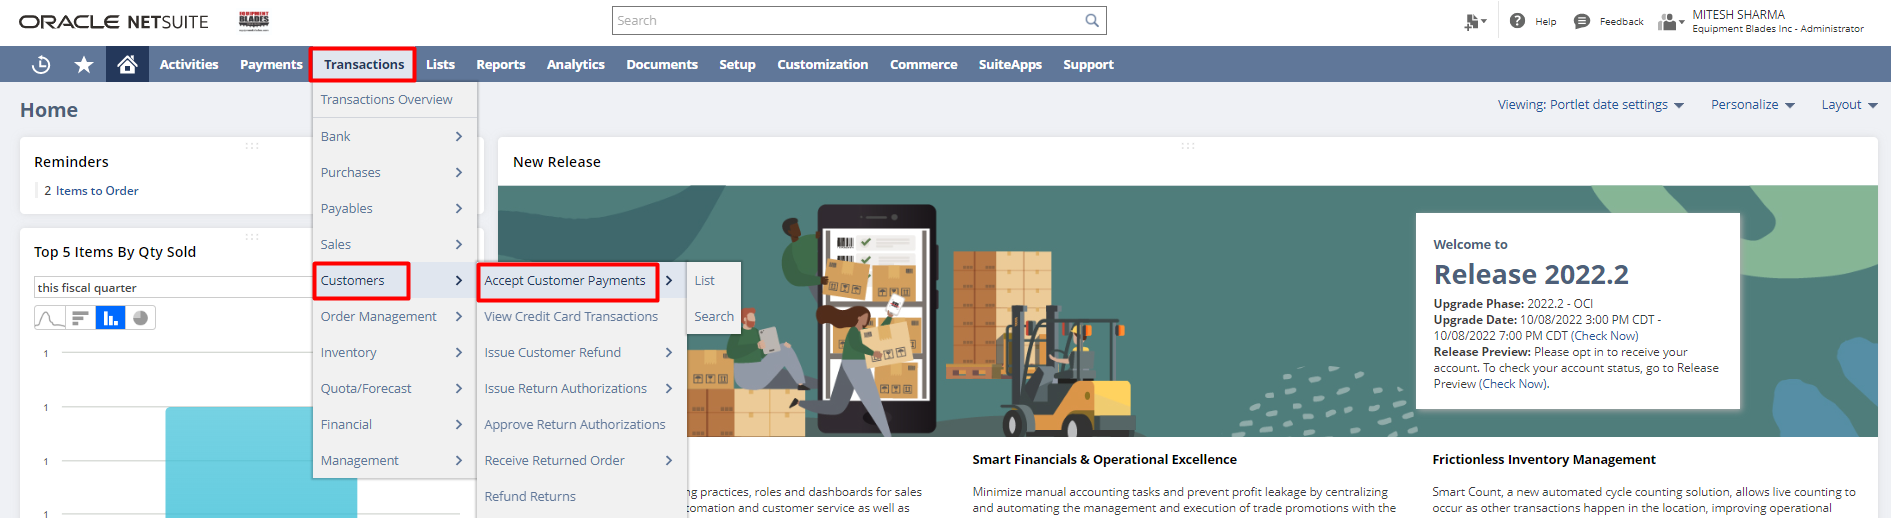 ORACLE NETSUITE
EQUIPMENT
BLADES
Search
Help
Feedback
MITESH SHARMA
Equipment Blades Inc - Administrator
Activities
Payments
Transactions
Lists
Reports
Analytics
Documents
Setup
Customization
Commerce
SuiteApps
Support
Home
Viewing: Portlet date settings
Personalize
Layout
Transactions Overview
Bank
Purchases
Payables
Sales
Customers
Order Management
Inventory
Quota/Forecast
Financial
Management
Accept Customer Payments
View Credit Card Transactions
Issue Customer Refund
Issue Return Authorizations
Approve Return Authorizations
Receive Returned Order
Refund Returns
List
Search
Reminders
2 Items to Order
Top 5 Items By Qty Sold
this fiscal quarter
1
1
1
1
1
New Release
Welcome to
Release 2022.2
Upgrade Phase: 2022.2 - OCI
Upgrade Date: 10/08/2022 3:00 PM CDT -
10/08/2022 7:00 PM CDT (Check Now)
Release Preview: Please opt in to receive your
account. To check your account status, go to Release
Preview (Check Now).
g practices, roles and dashboards for sales
omation and customer service as well as
Smart Financials & Operational Excellence
Minimize manual accounting tasks and prevent profit leakage by centralizing
and automating the management and execution of trade promotions with the
Frictionless Inventory Management
Smart Count, a new automated cycle counting solution, allows live counting to
occur as other transactions happen in the location, improving operational